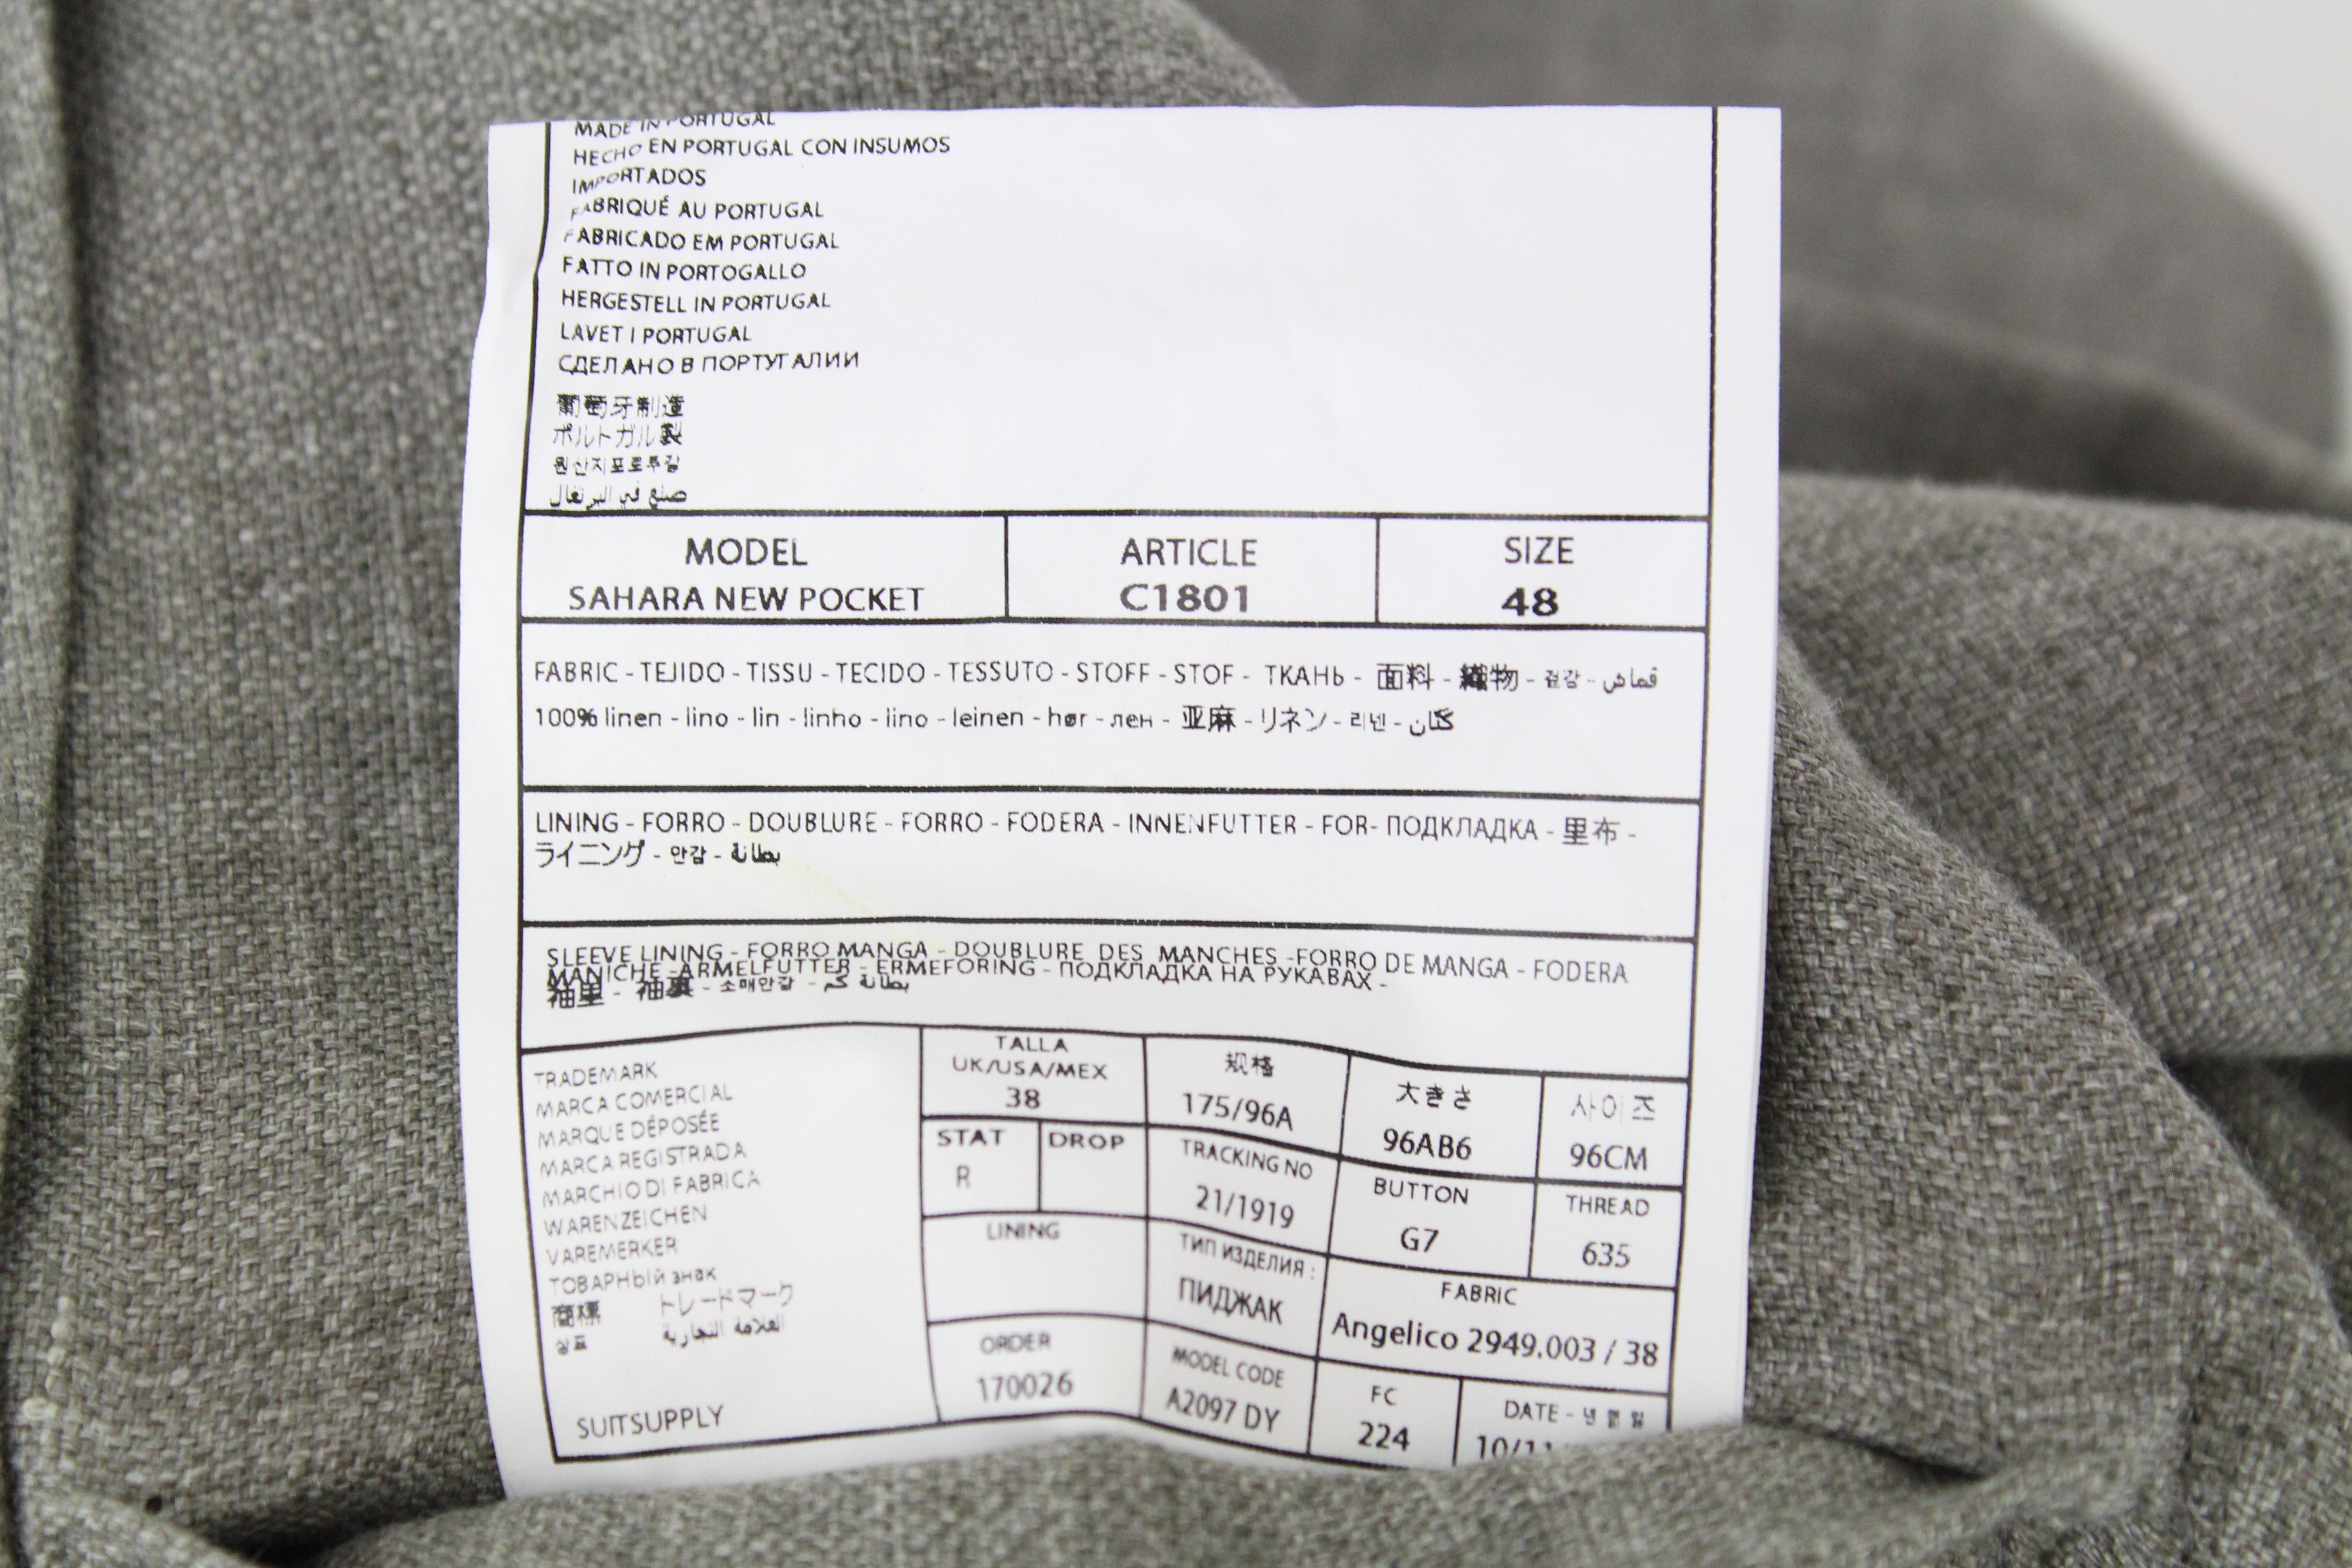 MADE IN PORTUGAL
HECHO EN PORTUGAL CON INSUMOS
IMPORTADOS
FABRIQUÉ AU PORTUGAL
FABRICADO EM PORTUGAL
FATTO IN PORTOGALLO
HERGESTELL IN PORTUGAL
LAVET I PORTUGAL
СДЕЛАНО В ПОРТУГАЛИИ
葡萄牙制造
ポルトガル製
원산지포로투갈
صنع في البرتغال
MODEL ARTICLE SIZE
SAHARA NEW POCKET C1801 48
FABRIC - TEJIDO - TISSU - TECIDO - TESSUTO - STOFF - STOF - ТКАНЬ - 面料 - 織物 - 겉감 - قماش
100% linen - lino - lin - linho - lino - leinen - hør - лен - 亚麻 - リネン - 리넨 - كتان
LINING - FORRO - DOUBLURE - FORRO - FODERA - INNENFUTTER - FOR- ПОДКЛАДКА - 里布 -
ライニング - 안감 - بطانة
SLEEVE LINING - FORRO MANGA - DOUBLURE DES MANCHES -FORRO DE MANGA - FODERA
MANICHE -ARMELFUTTER - ERMEFORING - ПОДКЛАДКА НА РУКАВАХ -
袖里 - 袖裏 - 소매안감 - بطانة كم
TRADEMARK
MARCA COMERCIAL
MARQUE DÉPOSÉE
MARCA REGISTRADA
MARCHIO DI FABRICA
WARENZEICHEN
VAREMERKER
ТОВАРНЫЙ знак
商標 トレードマーク
상표 العلامة التجارية
SUITSUPPLY
TALLA
UK/USA/MEX
38
规格
175/96A
大きさ
96AB6
사이즈
96CM
STAT
R
DROP
TRACKING NO
21/1919
BUTTON
G7
THREAD
635
LINING
ТИП ИЗДЕЛИЯ :
ПИДЖАК
FABRIC
Angelico 2949.003 / 38
ORDER
170026
MODEL CODE
A2097 DY
FC
224
DATE - 년 월 일
10/11